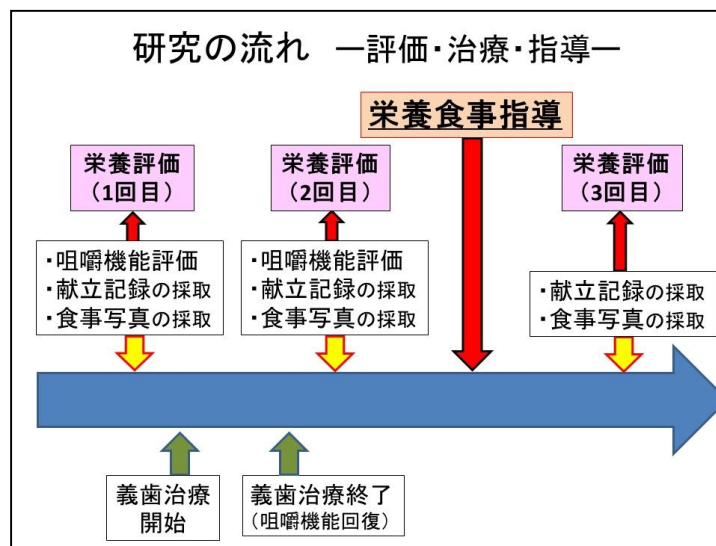 研究の流れ ―評価・治療・指導―
栄養食事指導
栄養評価
(1回目)
栄養評価
(2回目)
栄養評価
(3回目)
・咀嚼機能評価
・献立記録の採取
・食事写真の採取
・咀嚼機能評価
・献立記録の採取
・食事写真の採取
・献立記録の採取
・食事写真の採取
義歯治療
開始
義歯治療終了
(咀嚼機能回復)